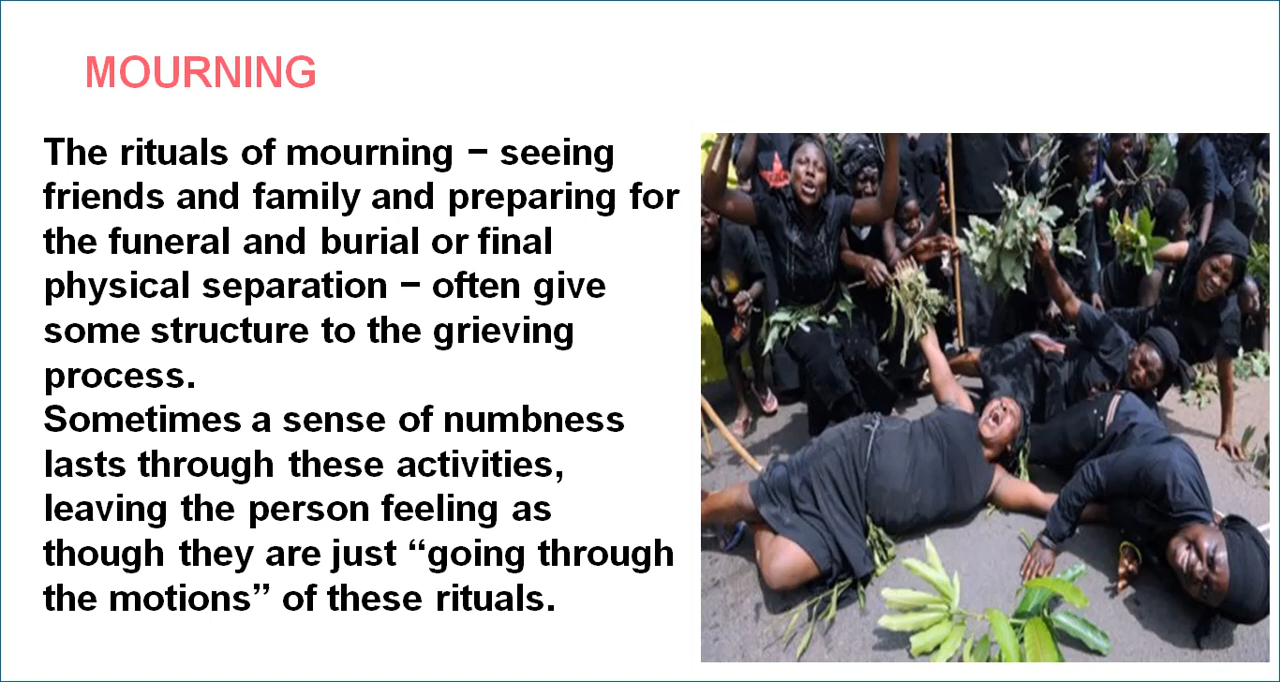 MOURNING
The rituals of mourning − seeing
friends and family and preparing for
the funeral and burial or final
physical separation − often give
some structure to the grieving
process.
Sometimes a sense of numbness
lasts through these activities,
leaving the person feeling as
though they are just “going through
the motions” of these rituals.